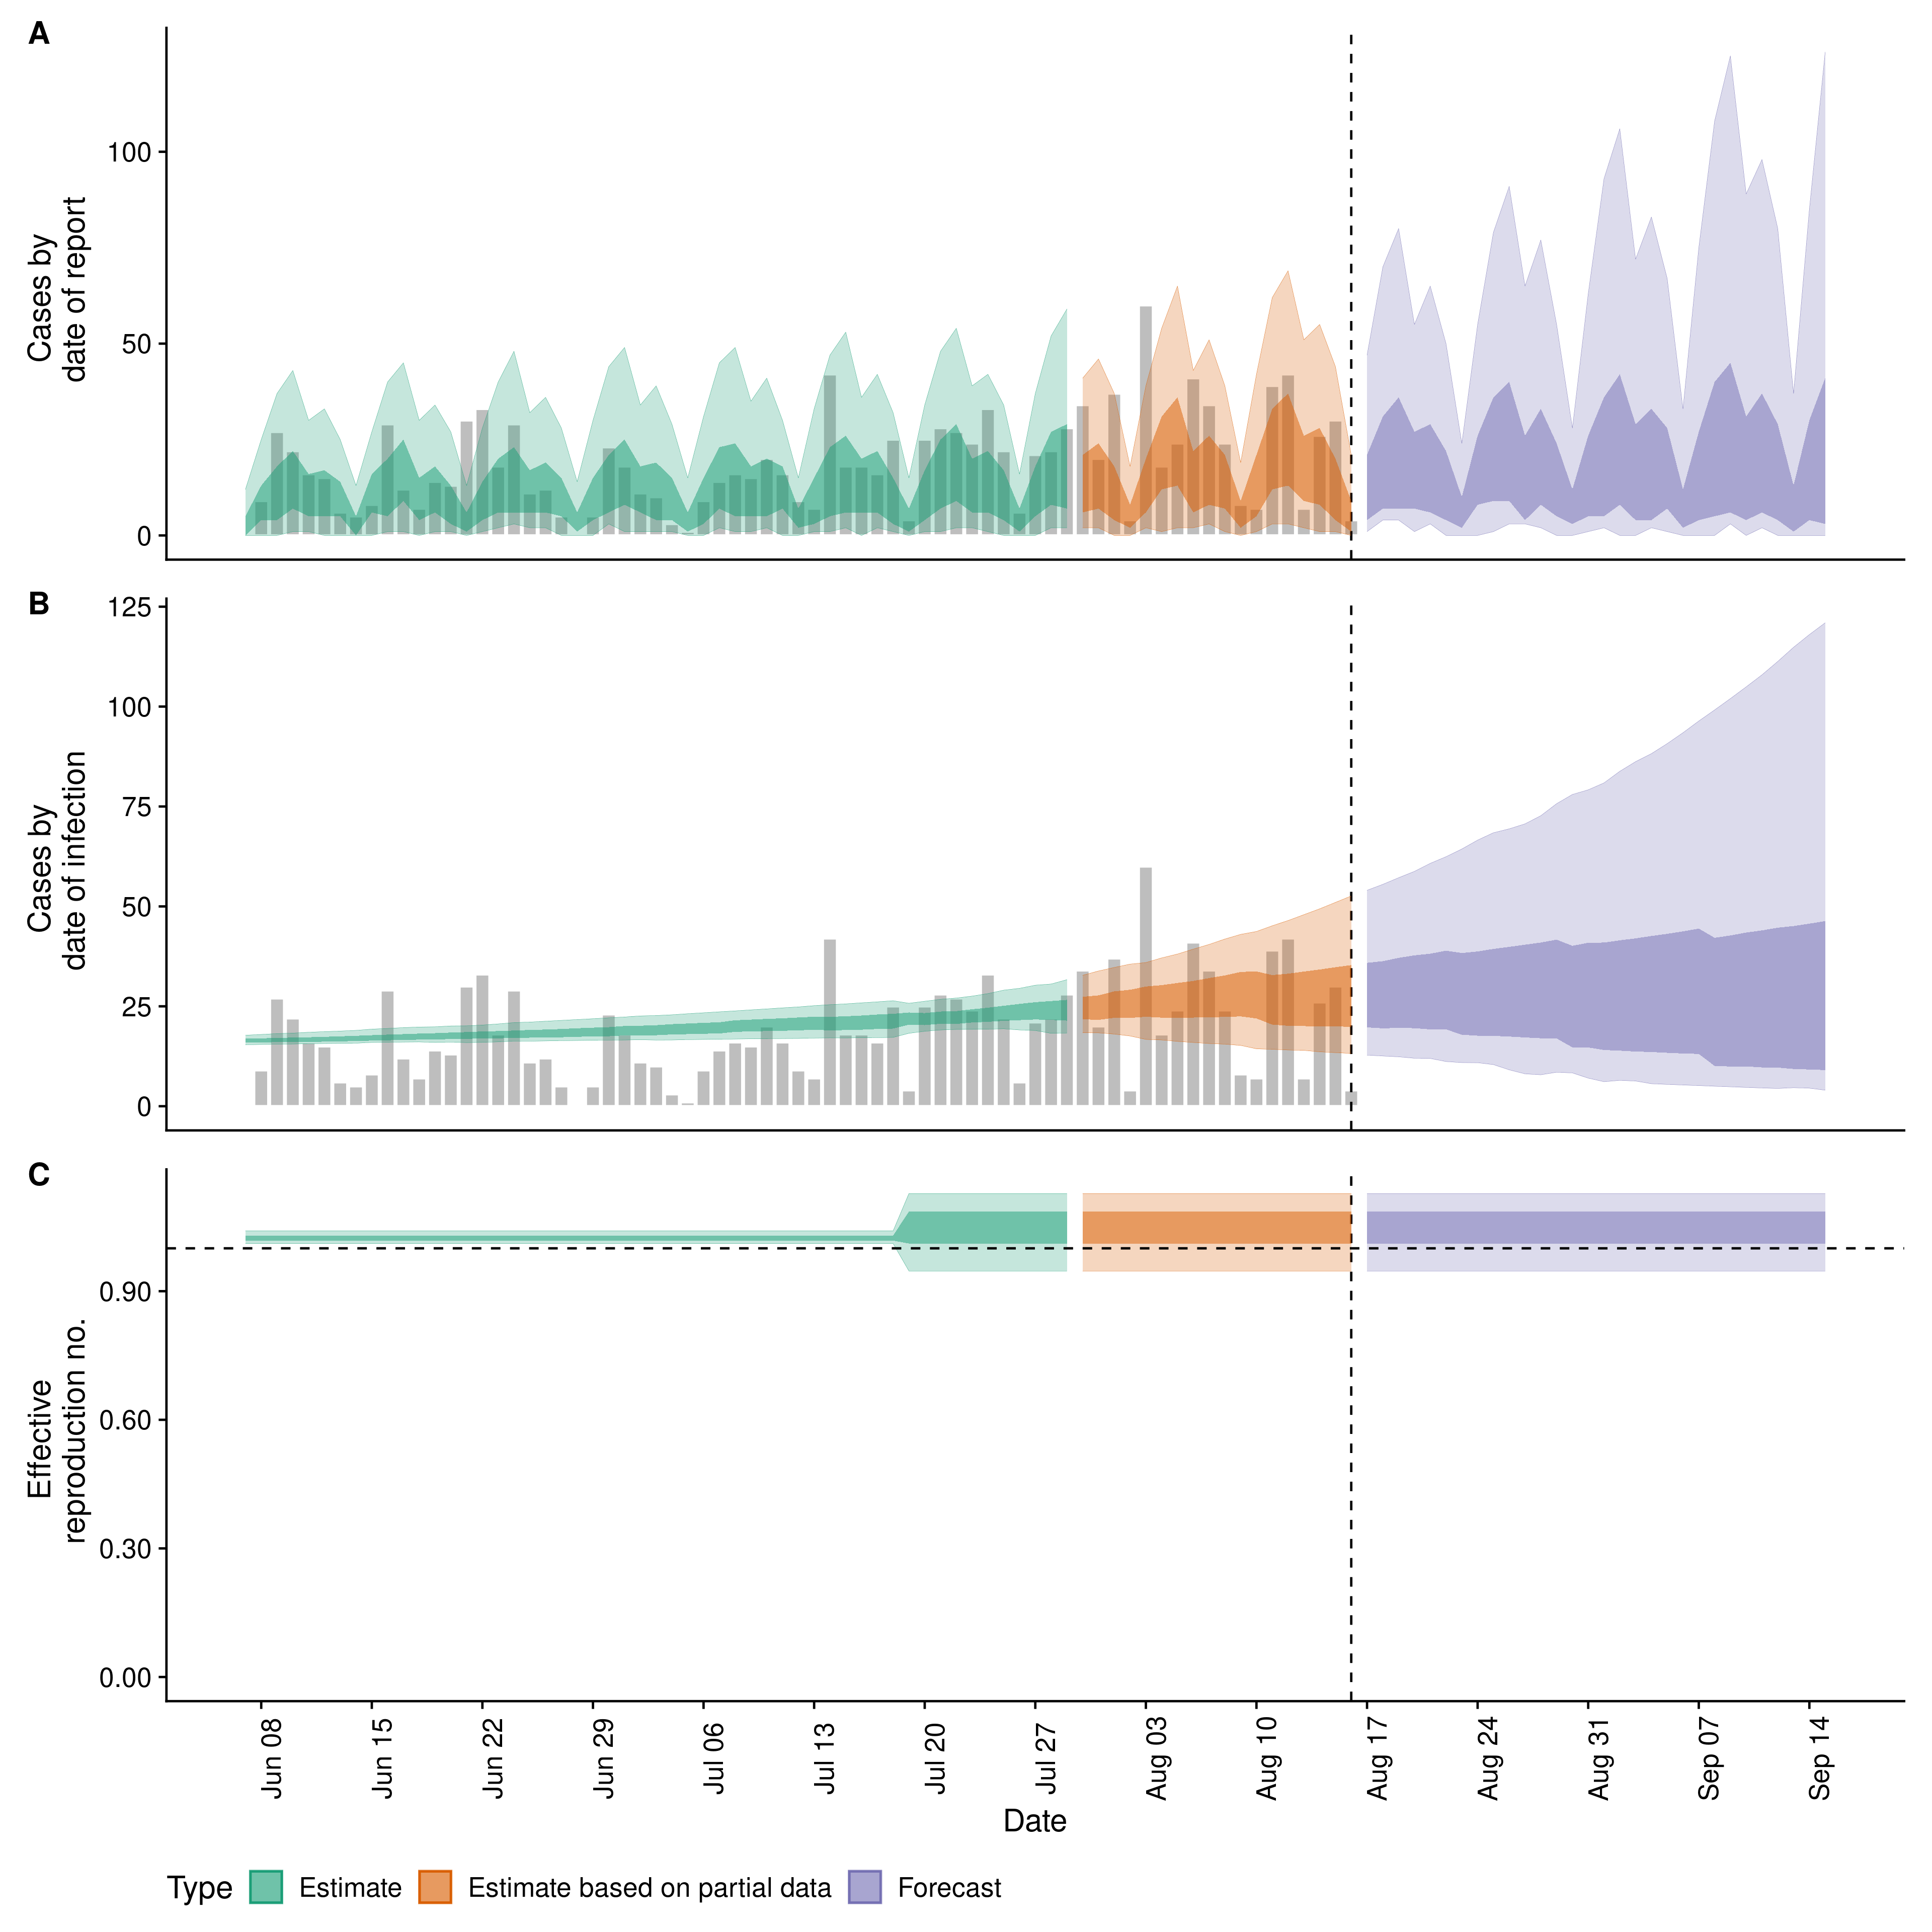 A
100
50
0
Cases by
date of report
B
125
100
75
50
25
0
Cases by
date of infection
C
0.90
0.60
0.30
0.00
Effective
reproduction no.
Jun 08
Jun 15
Jun 22
Jun 29
Jul 06
Jul 13
Jul 20
Jul 27
Aug 03
Aug 10
Aug 17
Aug 24
Aug 31
Sep 07
Sep 14
Date
Type Estimate Estimate based on partial data Forecast